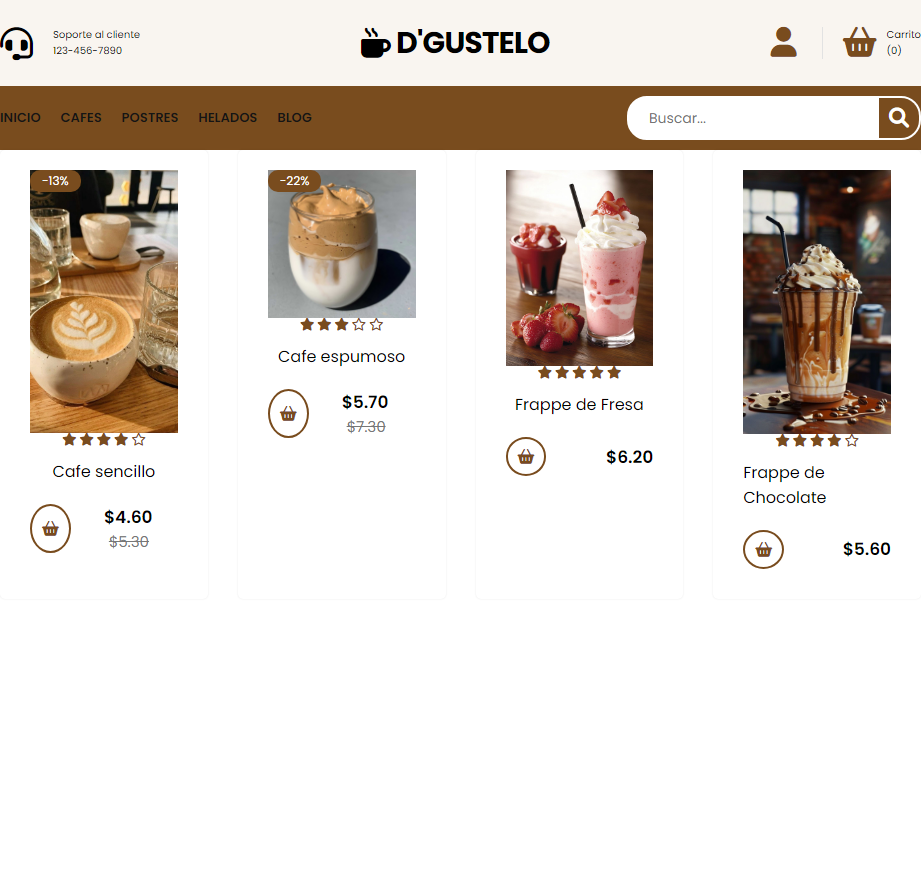 Soporte al cliente
123-456-7890
D'GUSTELO
Carrito
(0)
INICIO CAFES POSTRES HELADOS BLOG
Buscar...
-13%
Cafe sencillo
$4.60
$5.30
-22%
Cafe espumoso
$5.70
$7.30
Frappe de Fresa
$6.20
Frappe de
Chocolate
$5.60